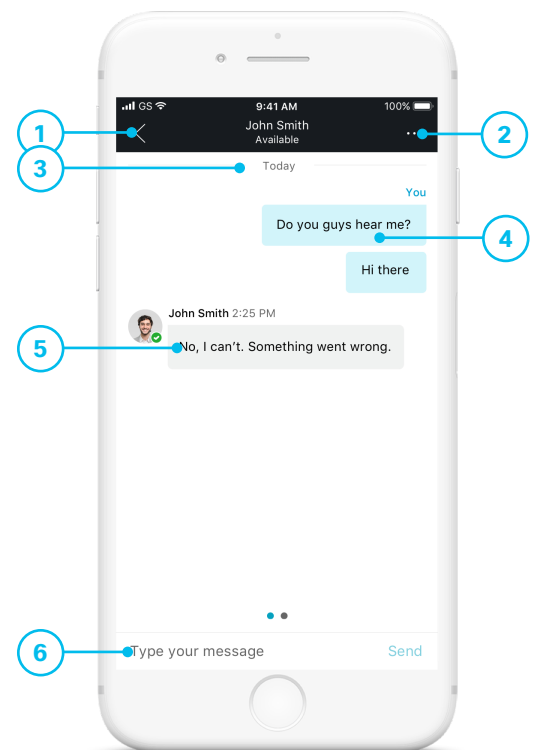 GS
9:41 AM
100%
John Smith
Available
1
2
3
Today
You
Do you guys hear me?
4
Hi there
John Smith 2:25 PM
5
No, I can't. Something went wrong.
6
Type your message
Send